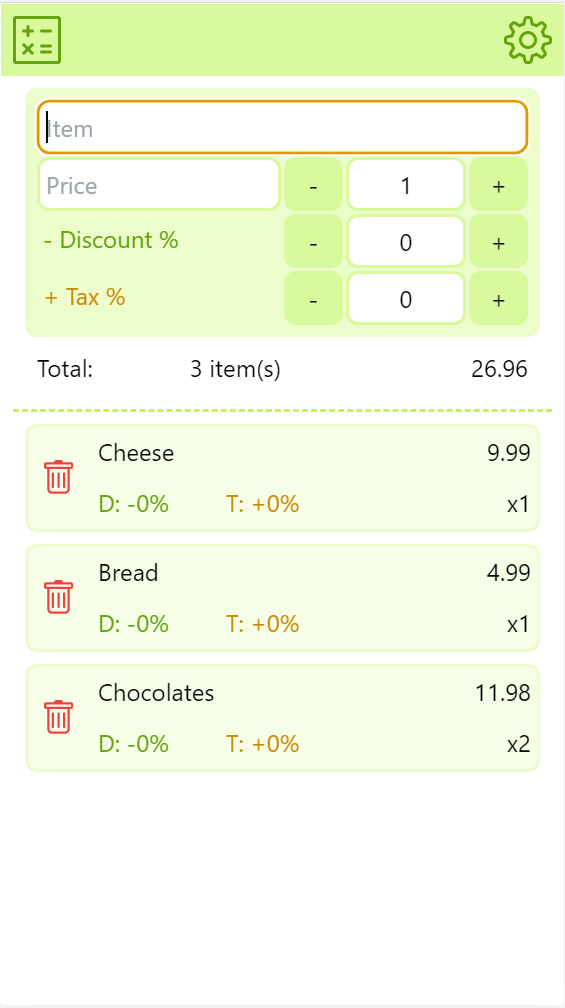 Item
Price - 1 +
- Discount % - 0 +
+ Tax % - 0 +
Total: 3 item(s) 26.96
Cheese 9.99
D: -0% T: +0% x1
Bread 4.99
D: -0% T: +0% x1
Chocolates 11.98
D: -0% T: +0% x2